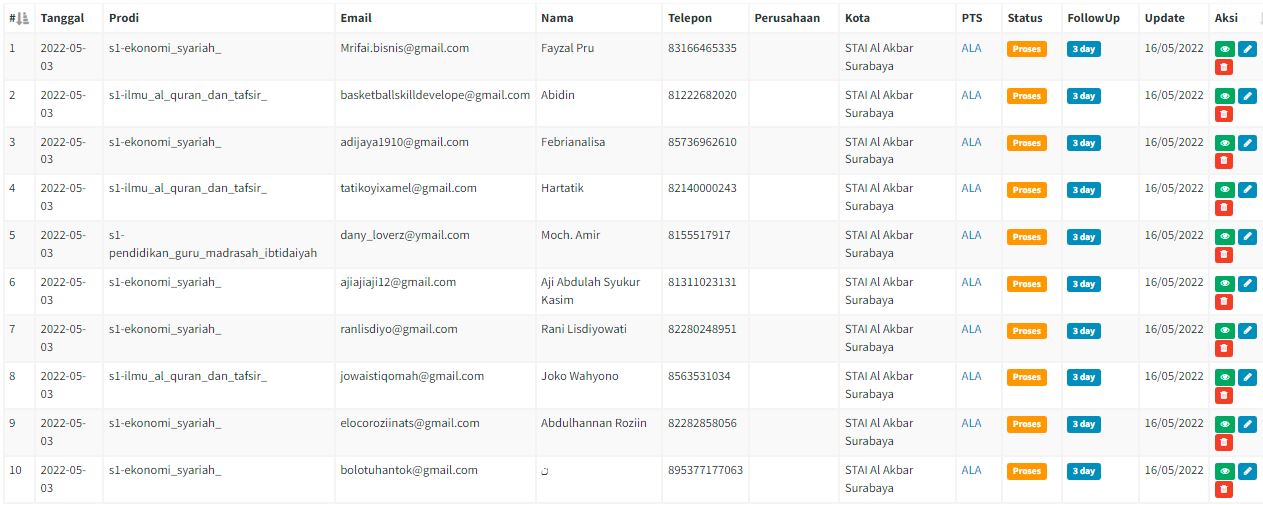 # Tanggal Prodi Email Nama Telepon Perusahaan Kota PTS Status FollowUp Update Aksi
1 2022-05- s1-ekonomi_syariah_ Mrifai.bisnis@gmail.com Fayzal Pru 83166465335 STAI Al Akbar ALA Proses 3 day 16/05/2022
03 Surabaya
2 2022-05- s1-ilmu_al_quran_dan_tafsir_ basketballskilldevelope@gmail.com Abidin 81222682020 STAI Al Akbar ALA Proses 3 day 16/05/2022
03 Surabaya
3 2022-05- s1-ekonomi_syariah_ adijaya1910@gmail.com Febrianalisa 85736962610 STAI Al Akbar ALA Proses 3 day 16/05/2022
03 Surabaya
4 2022-05- s1-ilmu_al_quran_dan_tafsir_ tatikoyixamel@gmail.com Hartatik 82140000243 STAI Al Akbar ALA Proses 3 day 16/05/2022
03 Surabaya
5 2022-05- s1- dany_loverz@ymail.com Moch. Amir 8155517917 STAI Al Akbar ALA Proses 3 day 16/05/2022
03 pendidikan_guru_madrasah_ibtidaiyah Surabaya
6 2022-05- s1-ekonomi_syariah_ ajiajiaji12@gmail.com Aji Abdulah Syukur 81311023131 STAI Al Akbar ALA Proses 3 day 16/05/2022
03 Kasim Surabaya
7 2022-05- s1-ekonomi_syariah_ ranlisdiyo@gmail.com Rani Lisdiyowati 82280248951 STAI Al Akbar ALA Proses 3 day 16/05/2022
03 Surabaya
8 2022-05- s1-ilmu_al_quran_dan_tafsir_ jowaistiqomah@gmail.com Joko Wahyono 8563531034 STAI Al Akbar ALA Proses 3 day 16/05/2022
03 Surabaya
9 2022-05- s1-ekonomi_syariah_ elocoroziinats@gmail.com Abdulhannan Roziin 82282858056 STAI Al Akbar ALA Proses 3 day 16/05/2022
03 Surabaya
10 2022-05- s1-ekonomi_syariah_ bolotuhantok@gmail.com ن 895377177063 STAI Al Akbar ALA Proses 3 day 16/05/2022
03 Surabaya